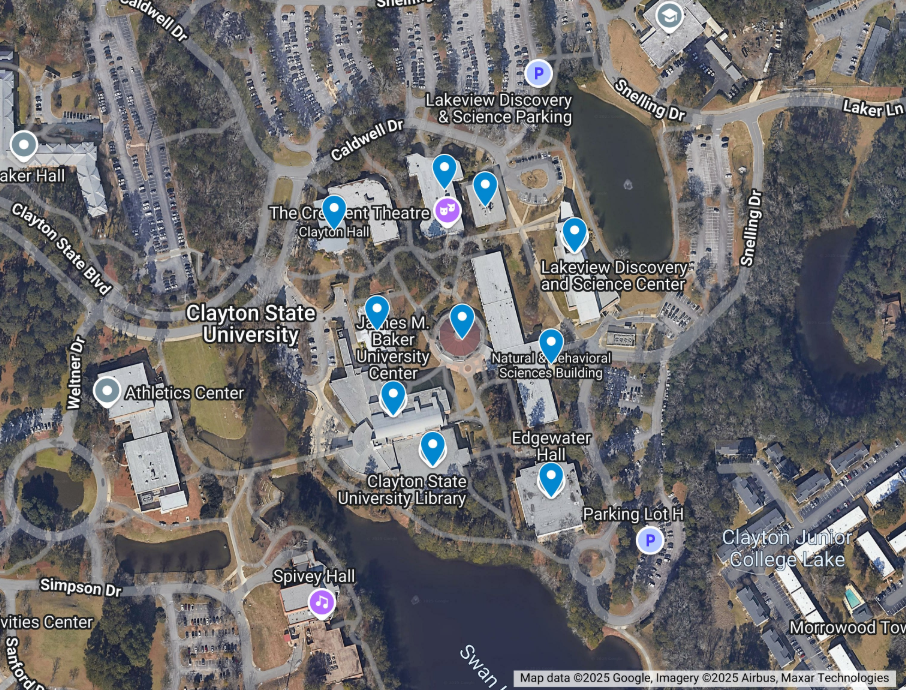 Caldwell Dr
Snelling
P
Lakeview Discovery
& Science Parking
Snelling Dr
Laker Ln
Caldwell Dr
aker Hall
The Crescent Theatre
Clayton Hall
Snelling Dr
Clayton State Blvd
Lakeview Discovery
and Science Center
Clayton State
University
James M.
Baker
University
Center
Natural & Behavioral
Sciences Building
Weltner Dr
Athletics Center
Edgewater
Hall
Clayton State
University Library
Parking Lot H
P
Clayton Junior
College Lake
Spivey Hall
Simpson Dr
vities Center
Morrowood Tow
Sanford Dr
Swan
Map data ©2025 Google, Imagery ©2025 Airbus, Maxar Technologies